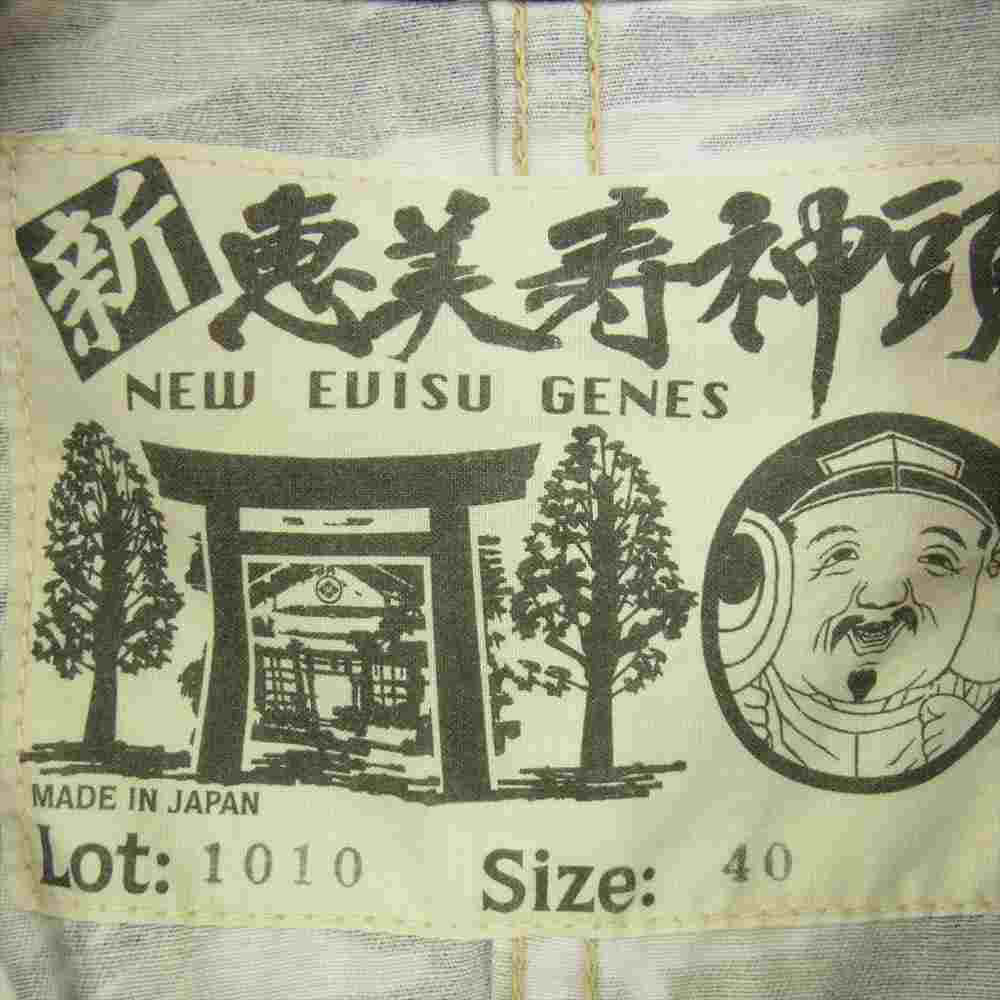 新恵美寿神頭
NEW EVISU GENES
MADE IN JAPAN
Lot: 1010 Size: 40